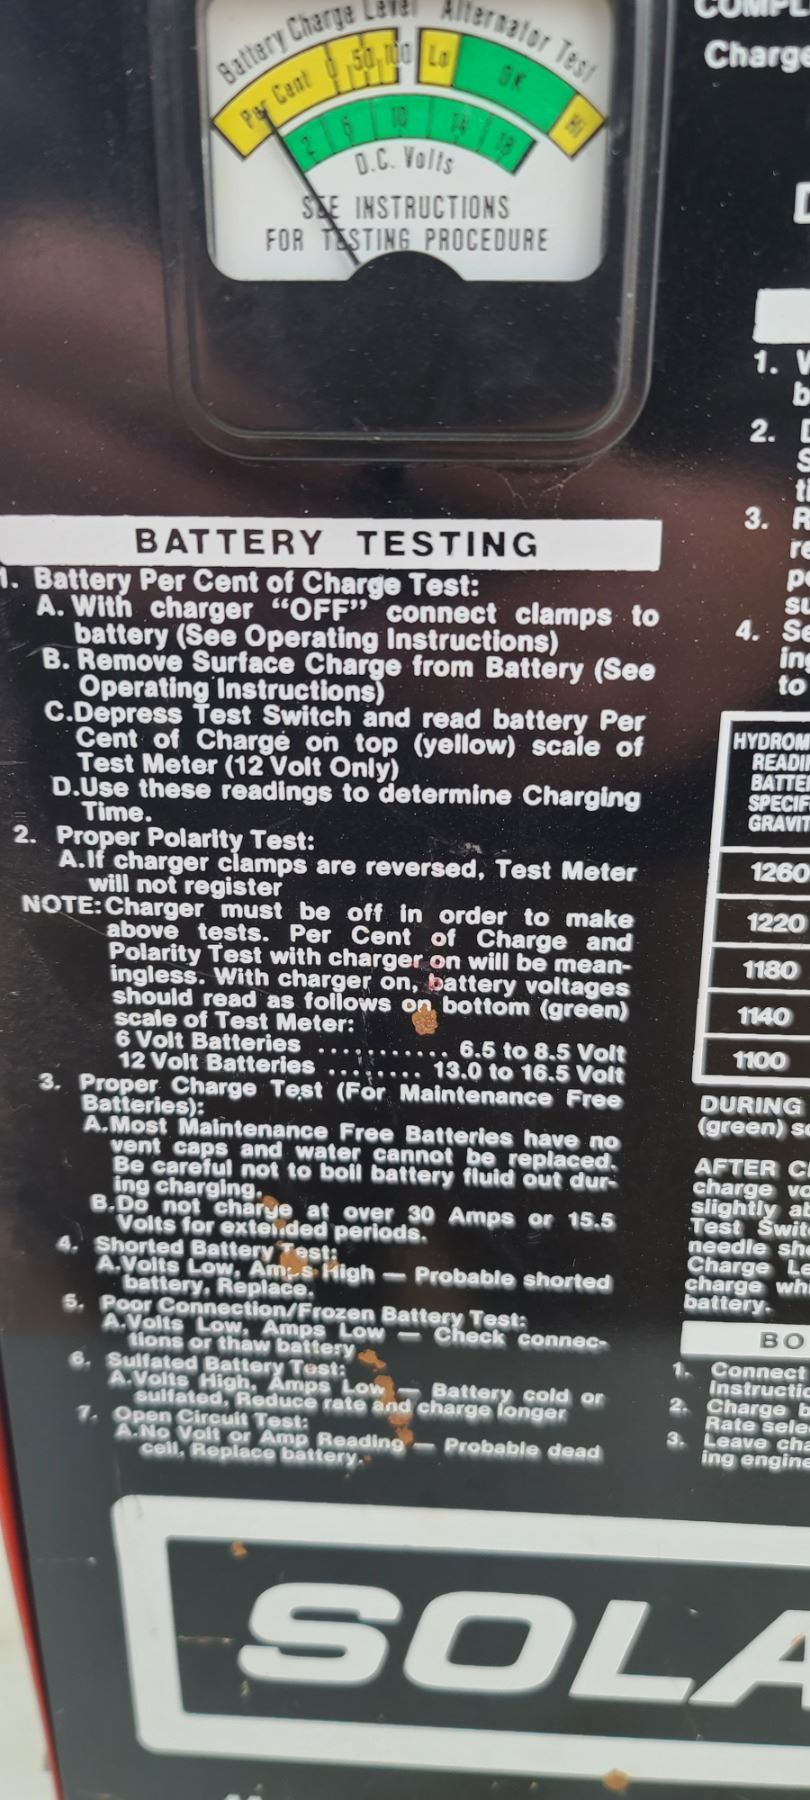 COMPL
Charge
Battery Charge Level Alternator Test
Per Cent 0 50 100 Lo OK Hi
2 6 10 14 18
D.C. Volts
SEE INSTRUCTIONS
FOR TESTING PROCEDURE
BATTERY TESTING
1. Battery Per Cent of Charge Test:
A. With charger “OFF” connect clamps to
battery (See Operating Instructions)
B. Remove Surface Charge from Battery (See
Operating Instructions)
C.Depress Test Switch and read battery Per
Cent of Charge on top (yellow) scale of
Test Meter (12 Volt Only)
D.Use these readings to determine Charging
Time.
2. Proper Polarity Test:
A.If charger clamps are reversed, Test Meter
will not register
NOTE: Charger must be off in order to make
above tests. Per Cent of Charge and
Polarity Test with charger on will be mean-
ingless. With charger on, battery voltages
should read as follows on bottom (green)
scale of Test Meter:
6 Volt Batteries ........... 6.5 to 8.5 Volt
12 Volt Batteries ........ 13.0 to 16.5 Volt
3. Proper Charge Test (For Maintenance Free
Batteries):
A.Most Maintenance Free Batteries have no
vent caps and water cannot be replaced.
Be careful not to boil battery fluid out dur-
ing charging.
B.Do not charge at over 30 Amps or 15.5
Volts for extended periods.
4. Shorted Battery Test:
A.Volts Low, Amps High — Probable shorted
battery, Replace.
5. Poor Connection/Frozen Battery Test:
A.Volts Low, Amps Low — Check connec-
tions or thaw battery
6. Sulfated Battery Test:
A.Volts High, Amps Low — Battery cold or
sulfated, Reduce rate and charge longer
7. Open Circuit Test:
A.No Volt or Amp Reading — Probable dead
cell, Replace battery.
1.
2.
3.
4. Se
to
HYDROM
READI
BATTE
SPECIF
GRAVIT
1260
1220
1180
1140
1100
DURING
(green) sc
AFTER C
charge vo
slightly ab
Test Swit
needle sh
Charge Le
charge wh
battery.
BO
1. Connect
Instructi
2. Charge b
Rate sele
3. Leave cha
ing engine
SOLA